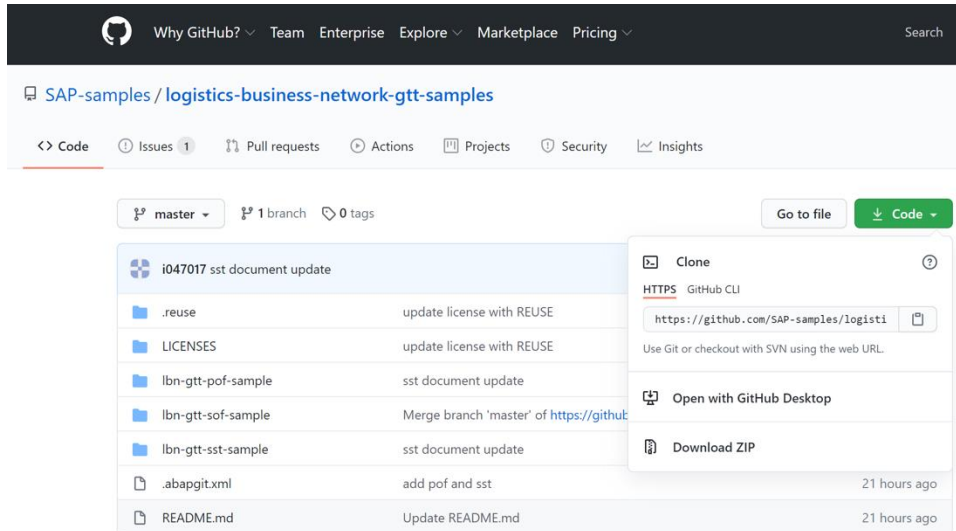 Why GitHub? Team Enterprise Explore Marketplace Pricing Search
SAP-samples / logistics-business-network-gtt-samples
<> Code Issues 1 Pull requests Actions Projects Security Insights
master 1 branch 0 tags Go to file Code
i047017 sst document update
Clone
HTTPS GitHub CLI
https://github.com/SAP-samples/logisti
Use Git or checkout with SVN using the web URL.
Open with GitHub Desktop
Download ZIP
.reuse update license with REUSE
LICENSES update license with REUSE
lbn-gtt-pof-sample sst document update
lbn-gtt-sof-sample Merge branch 'master' of https://github
lbn-gtt-sst-sample sst document update
.abapgit.xml add pof and sst 21 hours ago
README.md Update README.md 21 hours ago